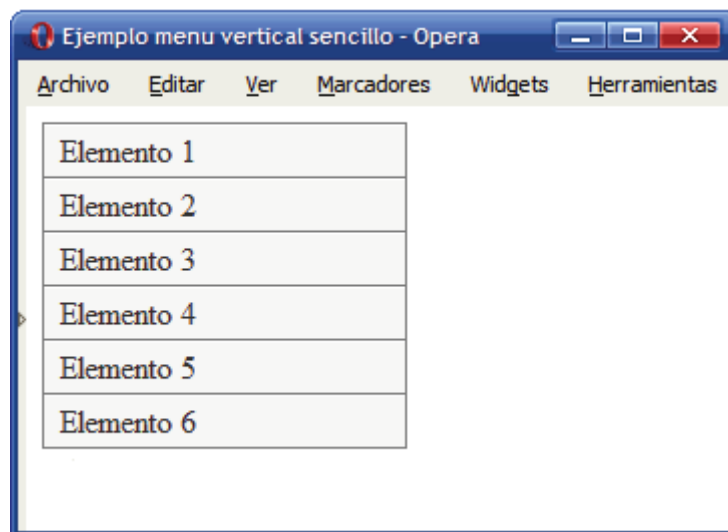 Ejemplo menu vertical sencillo - Opera
Archivo Editar Ver Marcadores Widgets Herramientas
Elemento 1
Elemento 2
Elemento 3
Elemento 4
Elemento 5
Elemento 6